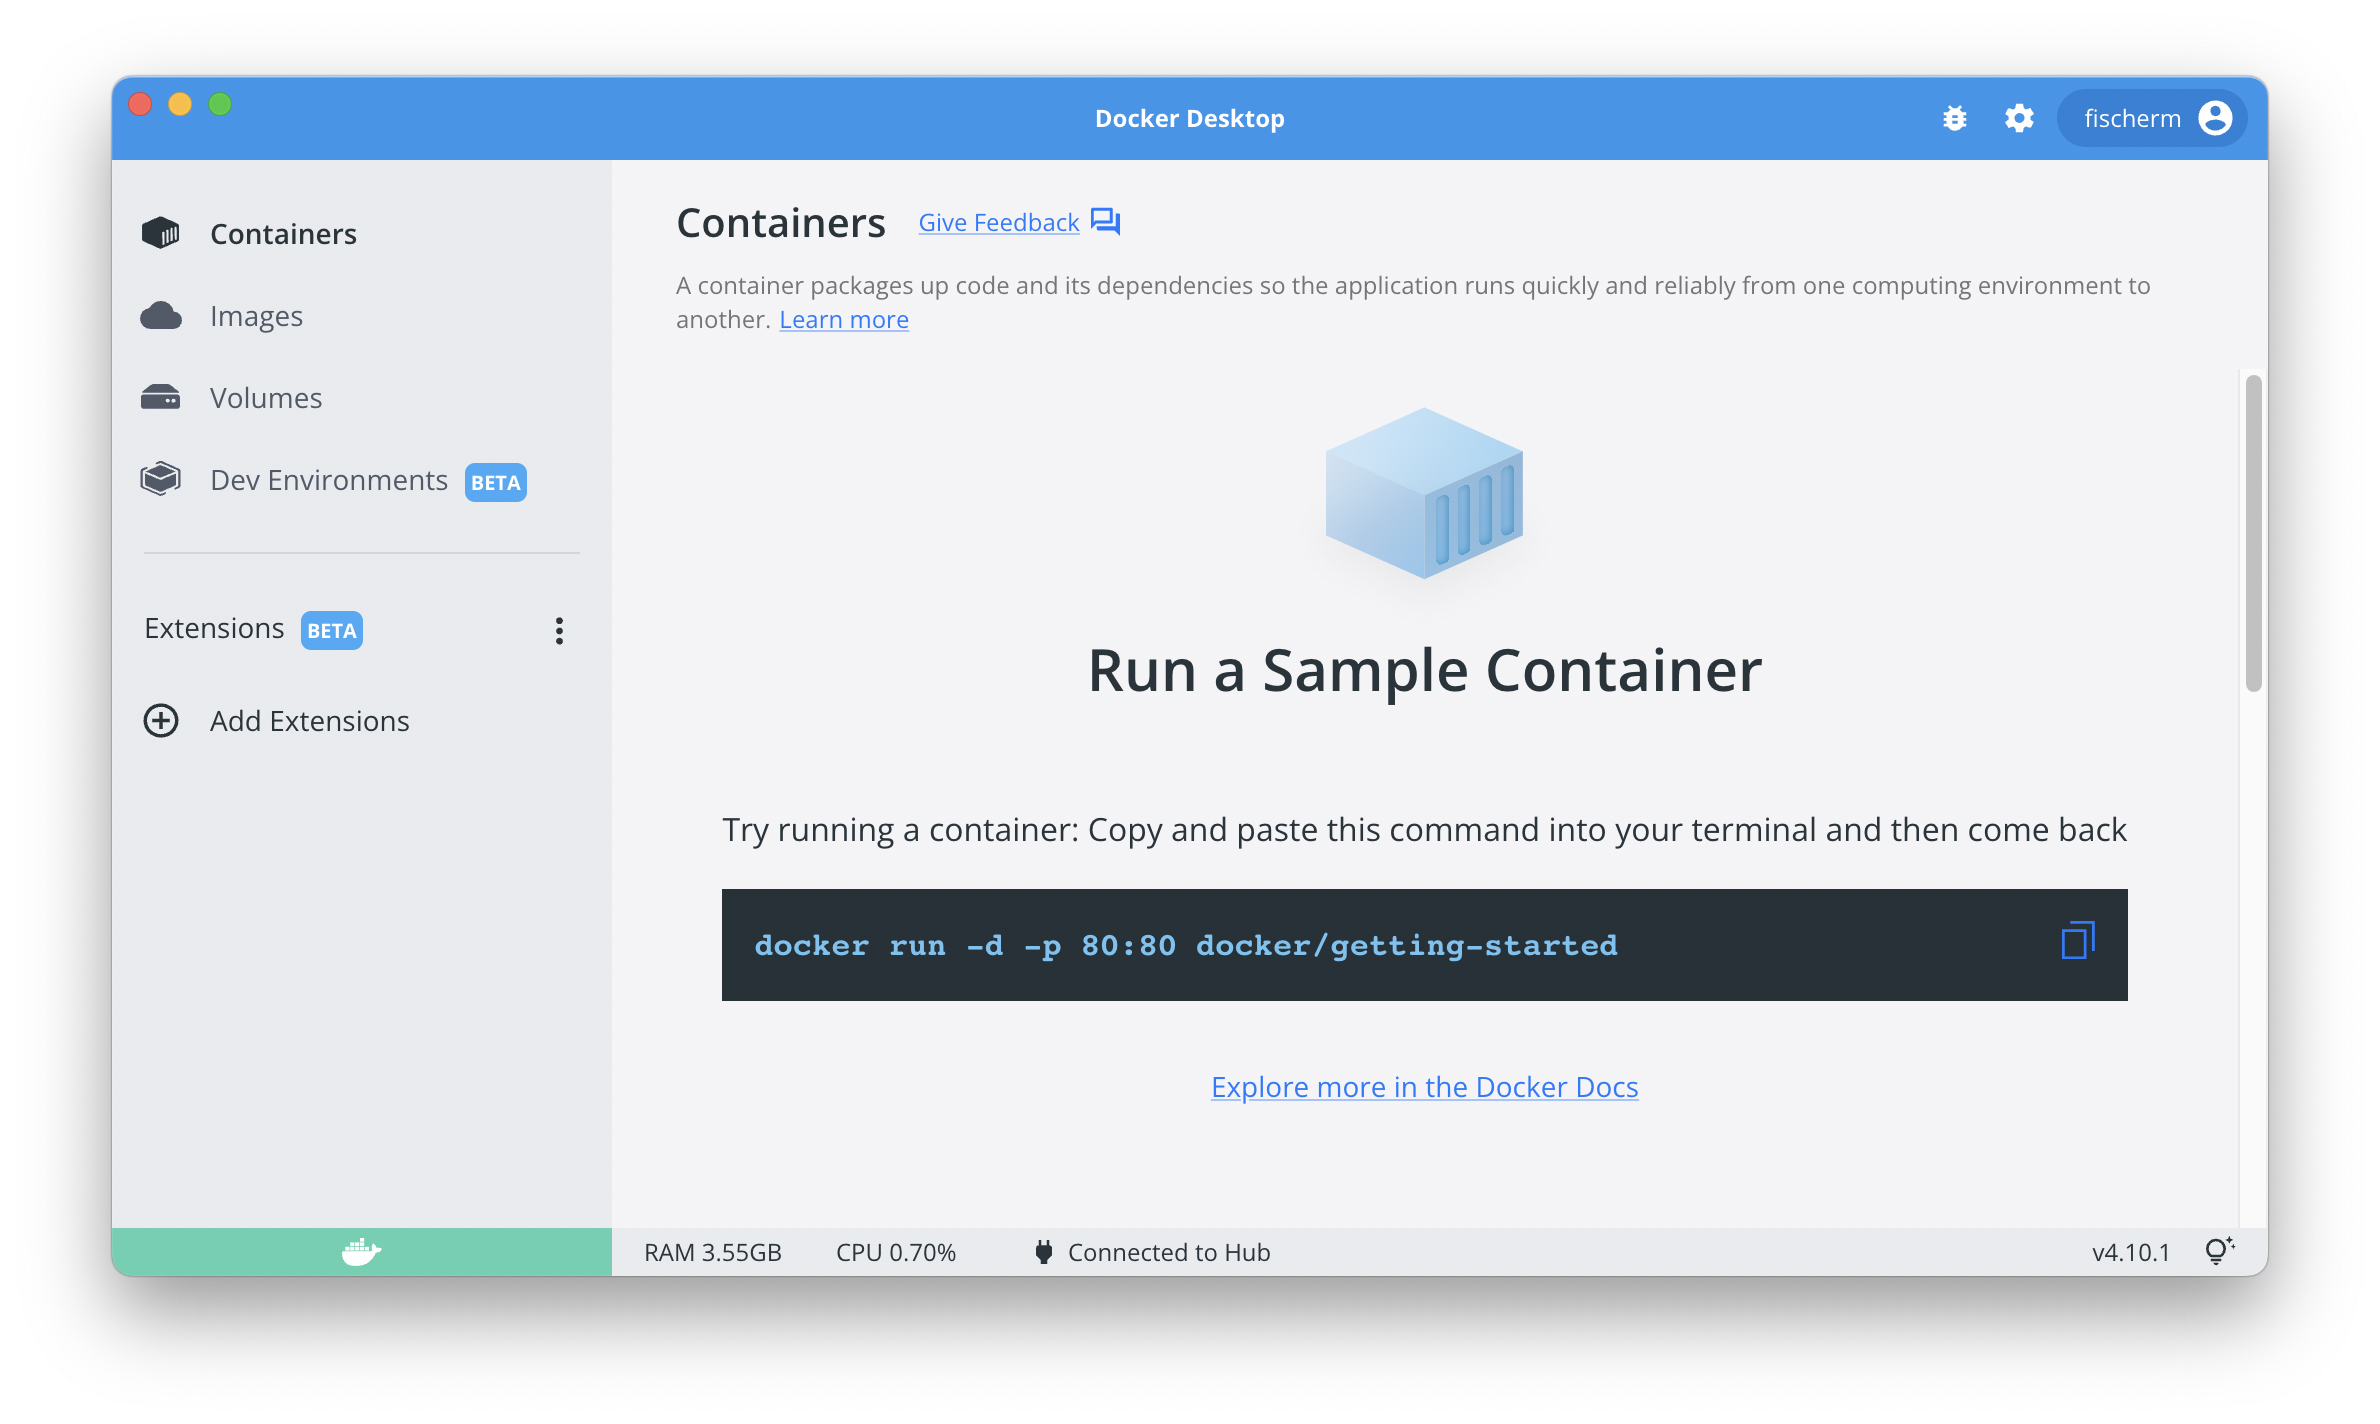 Docker Desktop
fischerm
Containers
Images
Volumes
Dev Environments BETA
Extensions BETA
Add Extensions
Containers Give Feedback
A container packages up code and its dependencies so the application runs quickly and reliably from one computing environment to
another. Learn more
Run a Sample Container
Try running a container: Copy and paste this command into your terminal and then come back
docker run -d -p 80:80 docker/getting-started
Explore more in the Docker Docs
RAM 3.55GB CPU 0.70% Connected to Hub v4.10.1